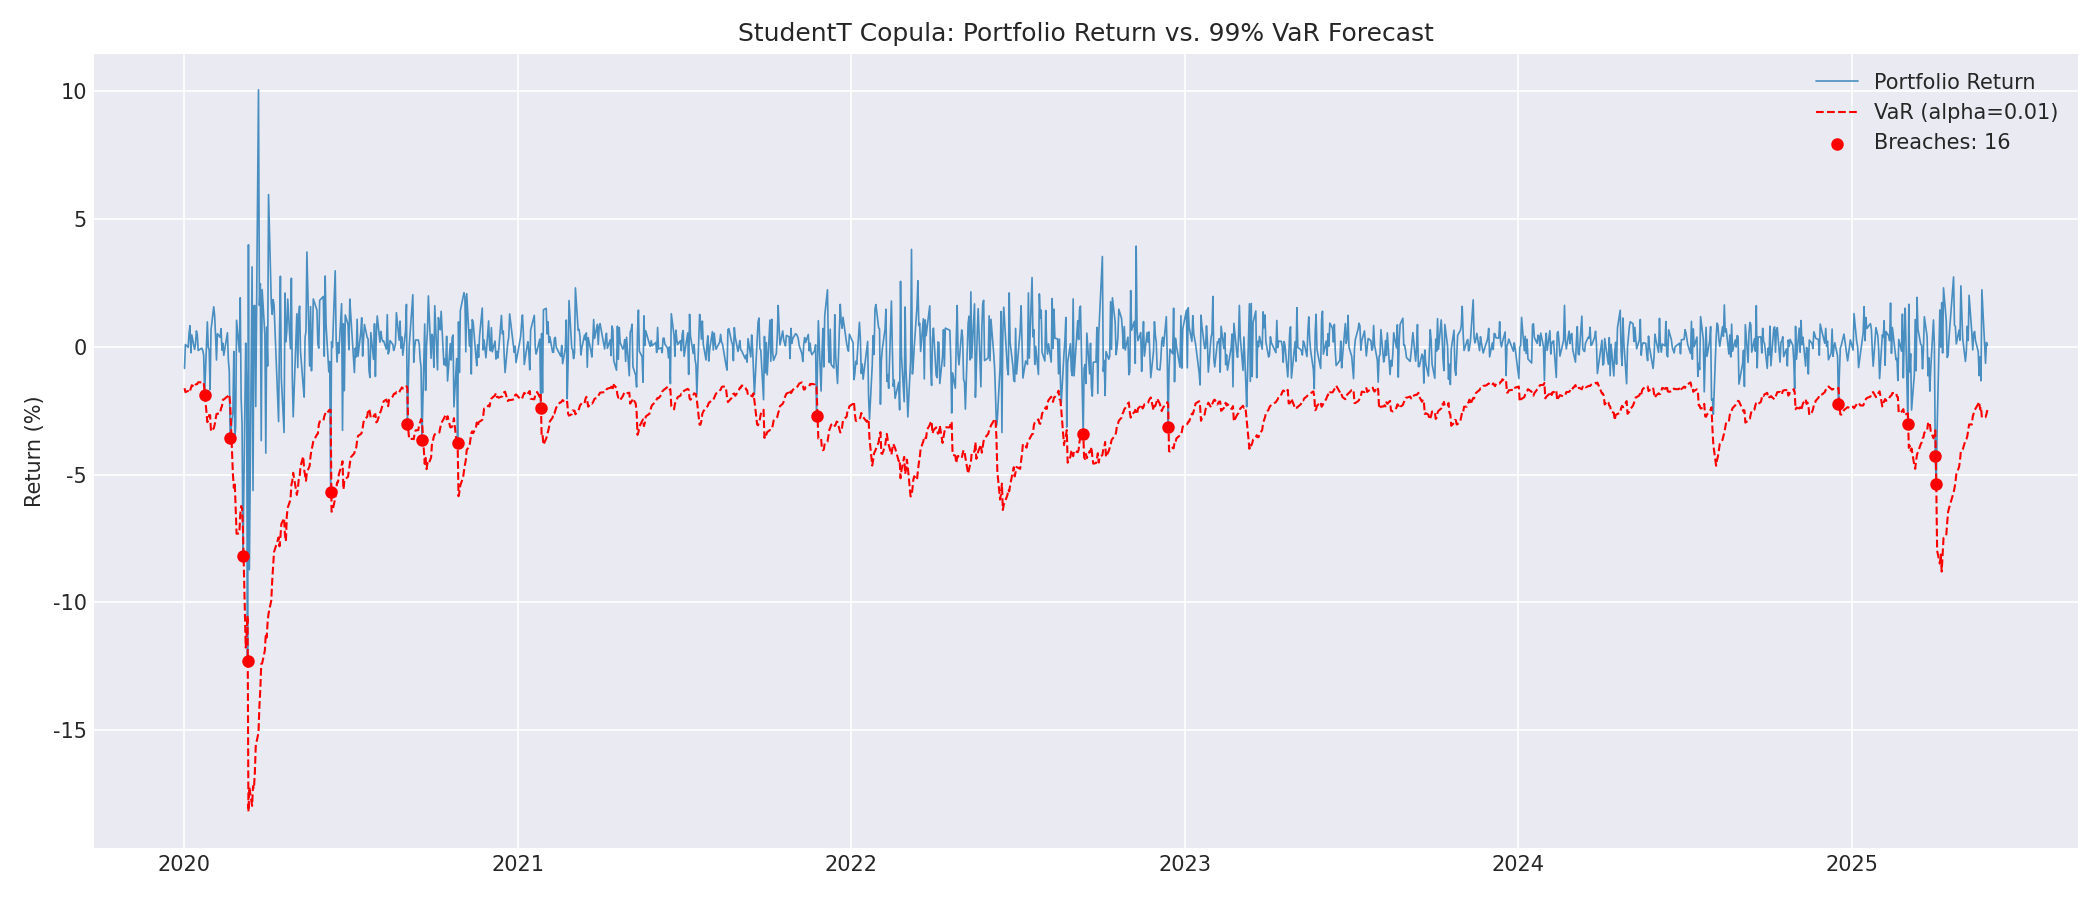 StudentT Copula: Portfolio Return vs. 99% VaR Forecast
Portfolio Return
VaR (alpha=0.01)
Breaches: 16
Return (%)
10
5
0
-5
-10
-15
2020
2021
2022
2023
2024
2025